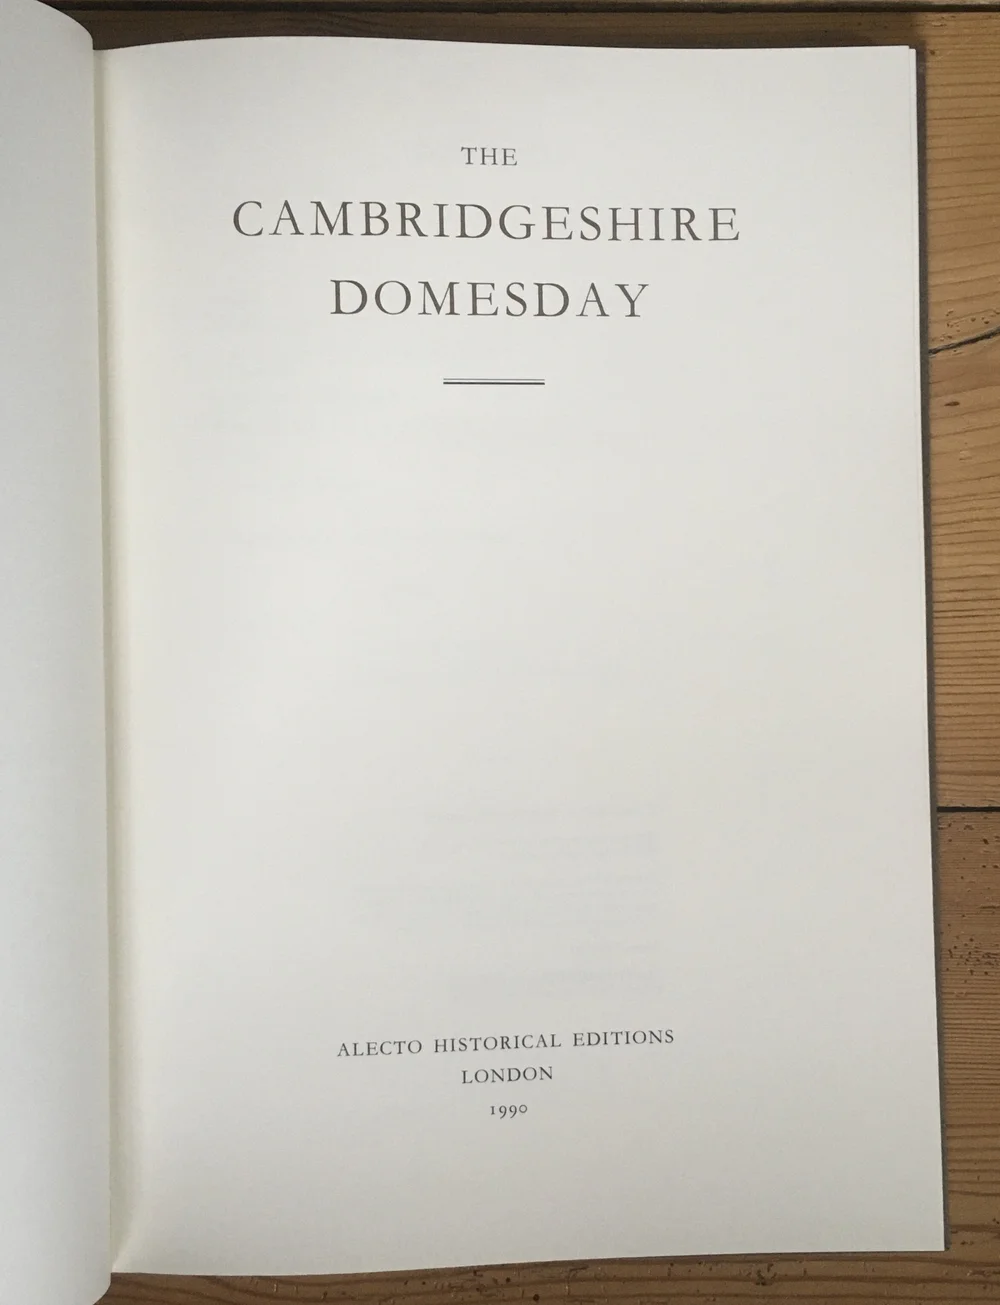 THE
CAMBRIDGESHIRE
DOMESDAY
ALECTO HISTORICAL EDITIONS
LONDON
1990